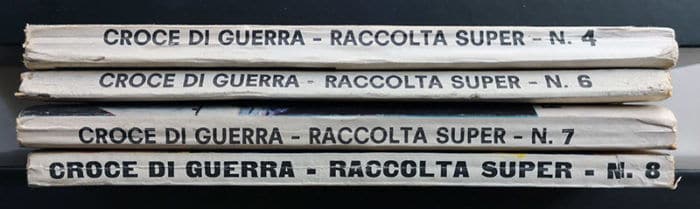 CROCE DI GUERRA - RACCOLTA SUPER - N. 4
CROCE DI GUERRA - RACCOLTA SUPER - N. 6
CROCE DI GUERRA - RACCOLTA SUPER - N. 7
CROCE DI GUERRA - RACCOLTA SUPER - N. 8